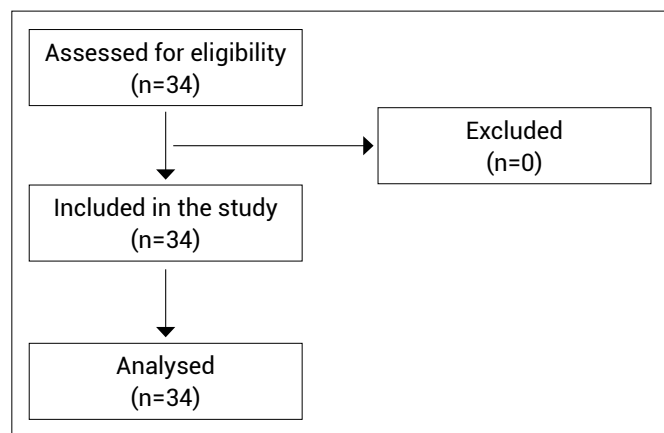 Assessed for eligibility
(n=34)
Excluded
(n=0)
Included in the study
(n=34)
Analysed
(n=34)